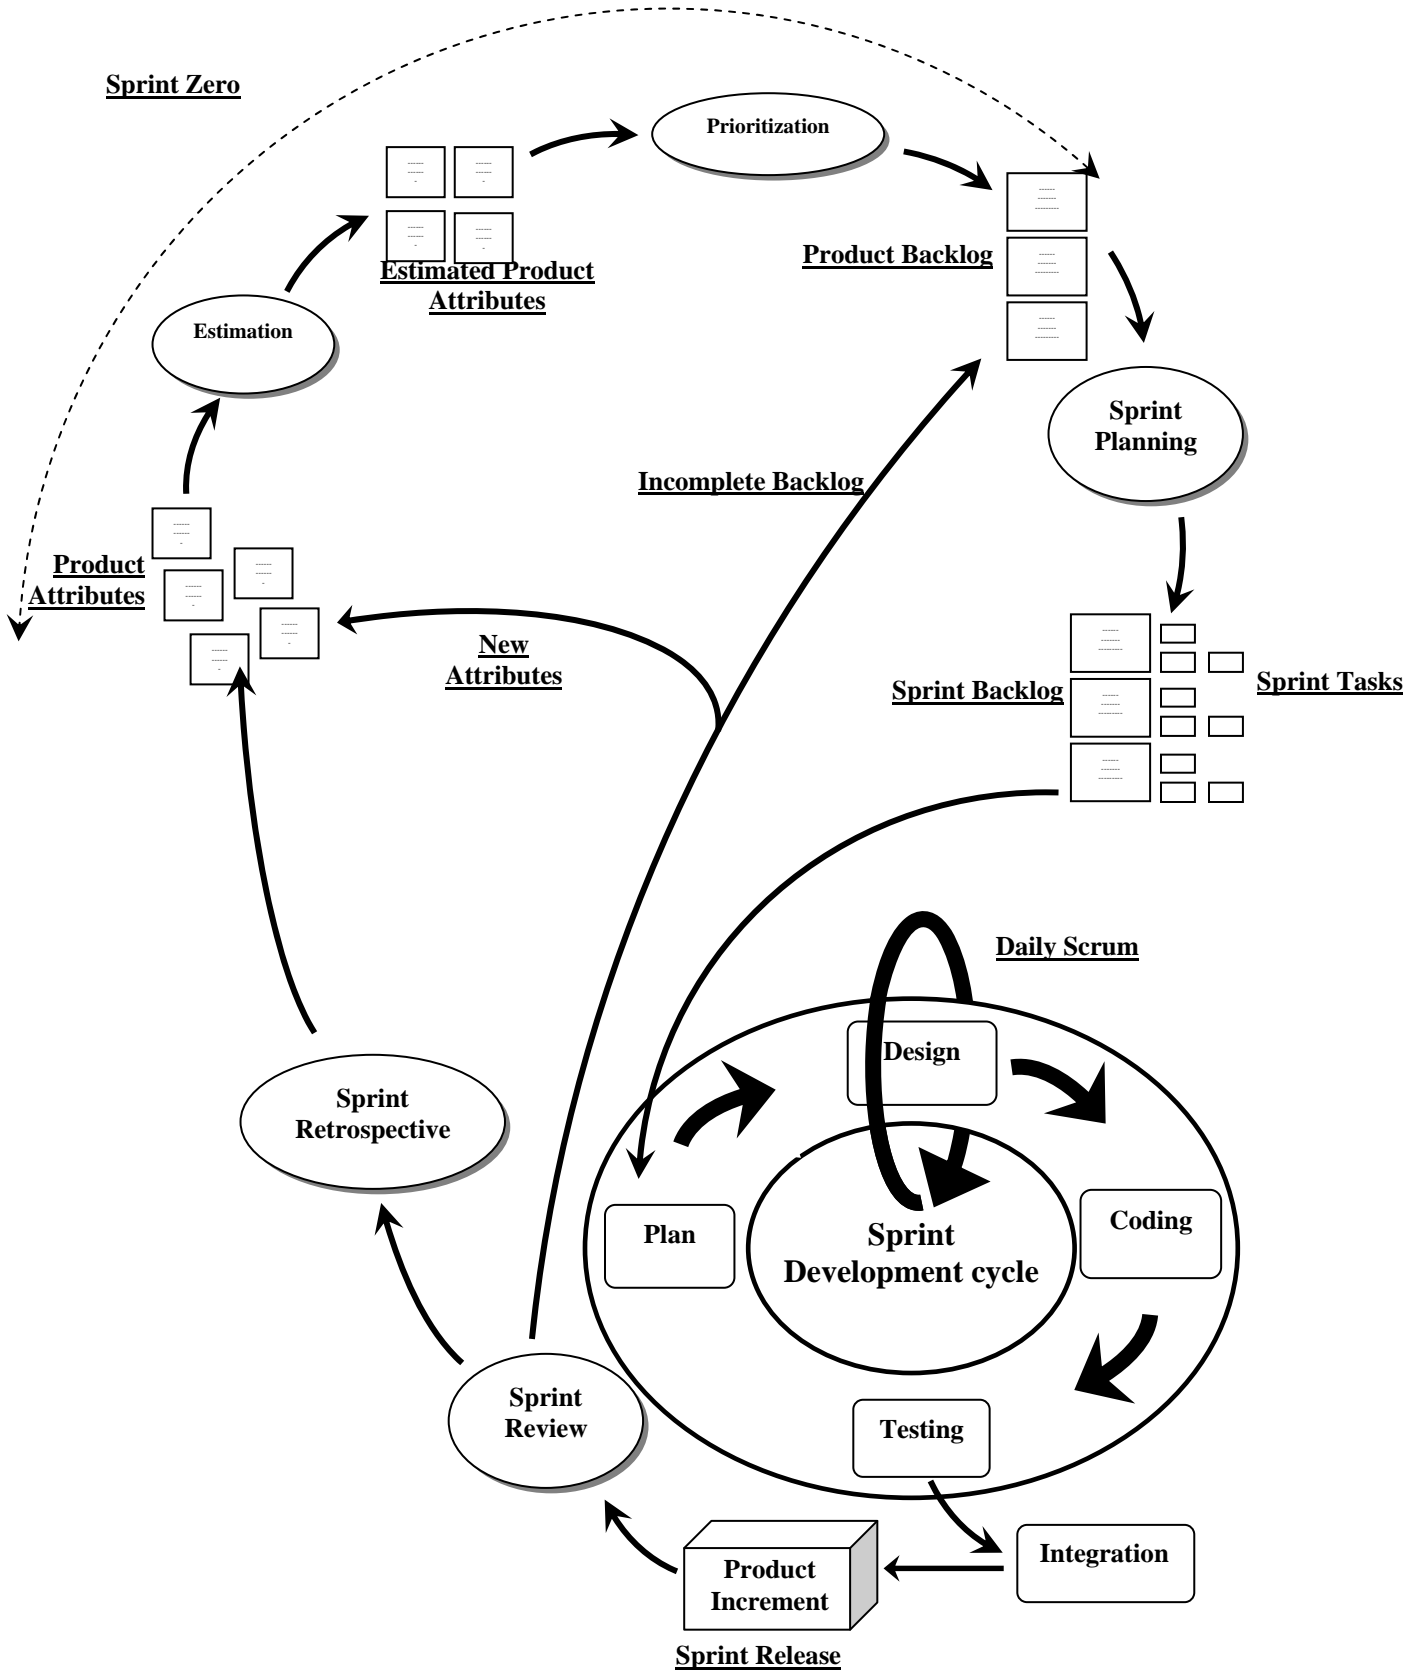 Sprint Zero
Prioritization
Product Backlog
Estimated Product
Attributes
Estimation
Sprint
Planning
Incomplete Backlog
Product
Attributes
New
Attributes
Sprint Backlog
Sprint Tasks
Daily Scrum
Design
Sprint
Retrospective
Plan
Coding
Sprint
Development cycle
Sprint
Review
Testing
Integration
Product
Increment
Sprint Release